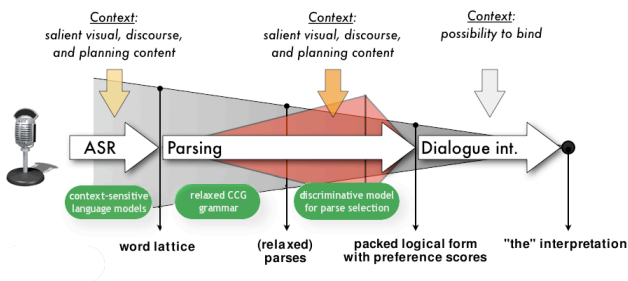 Context:
salient visual, discourse,
and planning content
Context:
salient visual, discourse,
and planning content
Context:
possibility to bind
ASR
Parsing
Dialogue int.
context-sensitive
language models
relaxed CCG
grammar
discriminative model
for parse selection
word lattice
(relaxed)
parses
packed logical form
with preference scores
"the" interpretation